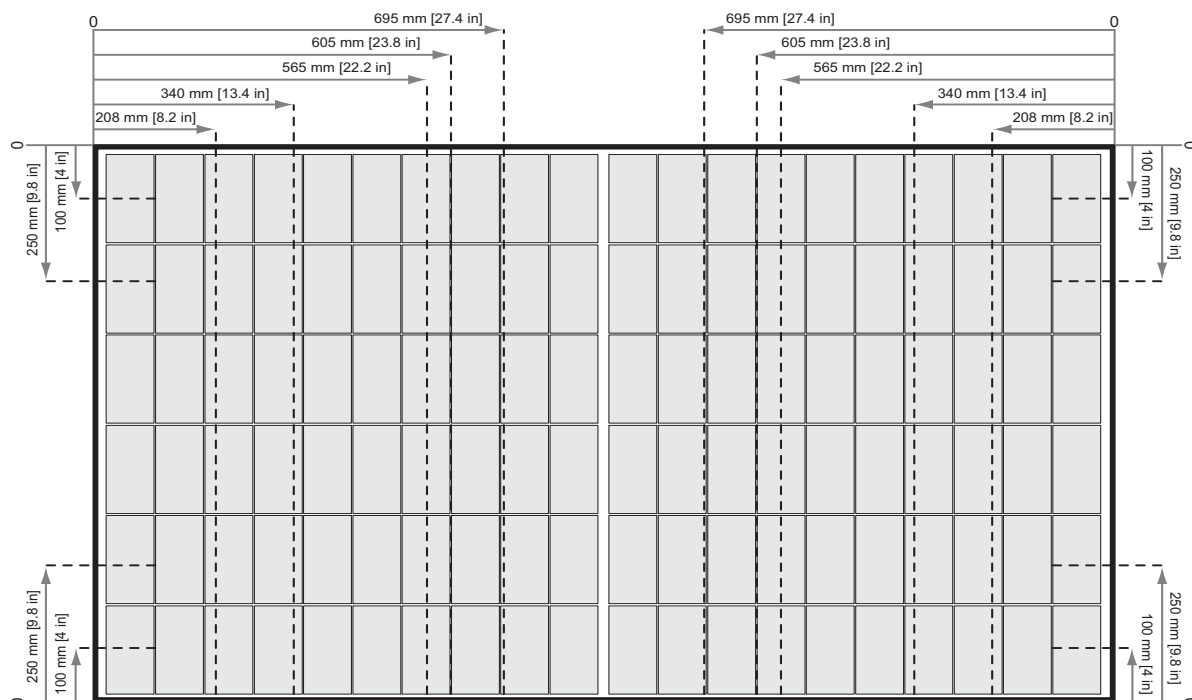 0
695 mm [27.4 in]
695 mm [27.4 in]
0
605 mm [23.8 in]
605 mm [23.8 in]
565 mm [22.2 in]
565 mm [22.2 in]
340 mm [13.4 in]
340 mm [13.4 in]
208 mm [8.2 in]
208 mm [8.2 in]
0
0
250 mm [9.8 in]
100 mm [4 in]
100 mm [4 in]
250 mm [9.8 in]
250 mm [9.8 in]
100 mm [4 in]
100 mm [4 in]
250 mm [9.8 in]
0
0